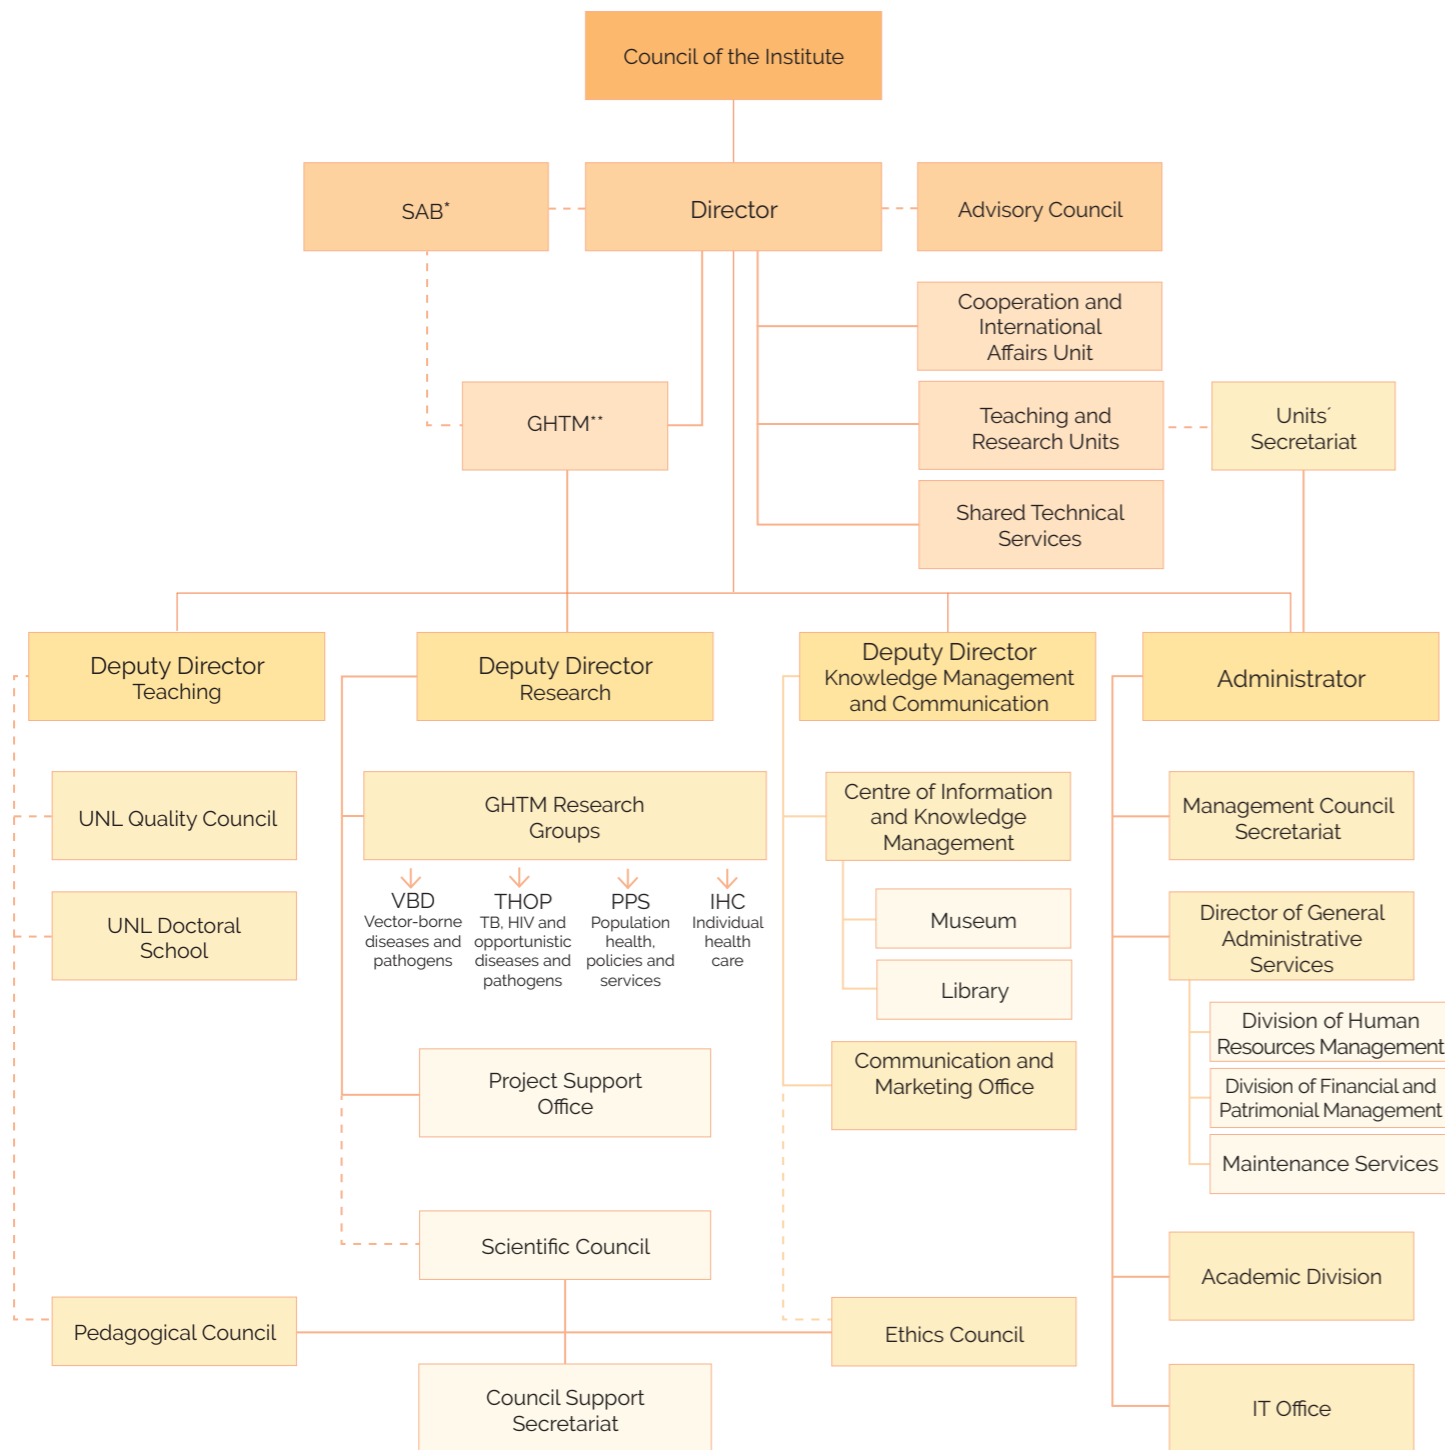 Council of the Institute
SAB*
Director
Advisory Council
Cooperation and
International
Affairs Unit
GHTM**
Teaching and
Research Units
Units´
Secretariat
Shared Technical
Services
Deputy Director
Teaching
Deputy Director
Research
Deputy Director
Knowledge Management
and Communication
Administrator
UNL Quality Council
GHTM Research
Groups
Centre of Information
and Knowledge
Management
Management Council
Secretariat
VBD
Vector-borne
diseases and
pathogens
THOP
TB, HIV and
opportunistic
diseases and
pathogens
PPS
Population
health,
policies and
services
IHC
Individual
health
care
UNL Doctoral
School
Museum
Library
Director of General
Administrative
Services
Division of Human
Resources Management
Division of Financial and
Patrimonial Management
Maintenance Services
Project Support
Office
Communication and
Marketing Office
Scientific Council
Academic Division
Pedagogical Council
Ethics Council
Council Support
Secretariat
IT Office